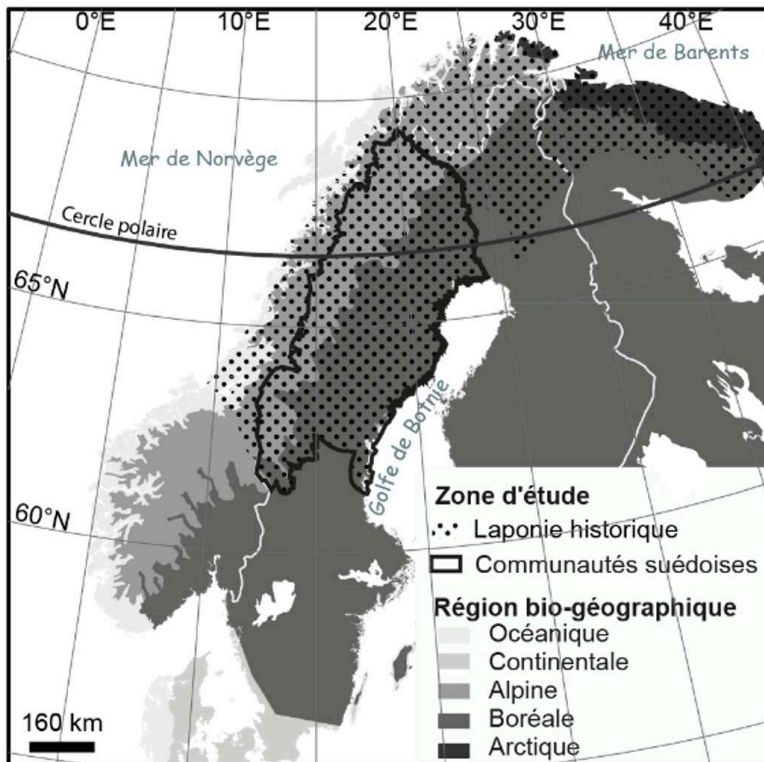 0°E
10°E
20°E
30°E
40°E
Mer de Barents
Mer de Norvège
Cercle polaire
65°N
Golfe de Botnie
60°N
Zone d'étude
Laponie historique
Communautés suédoises
Région bio-géographique
Océanique
Continentale
Alpine
Boréale
Arctique
160 km